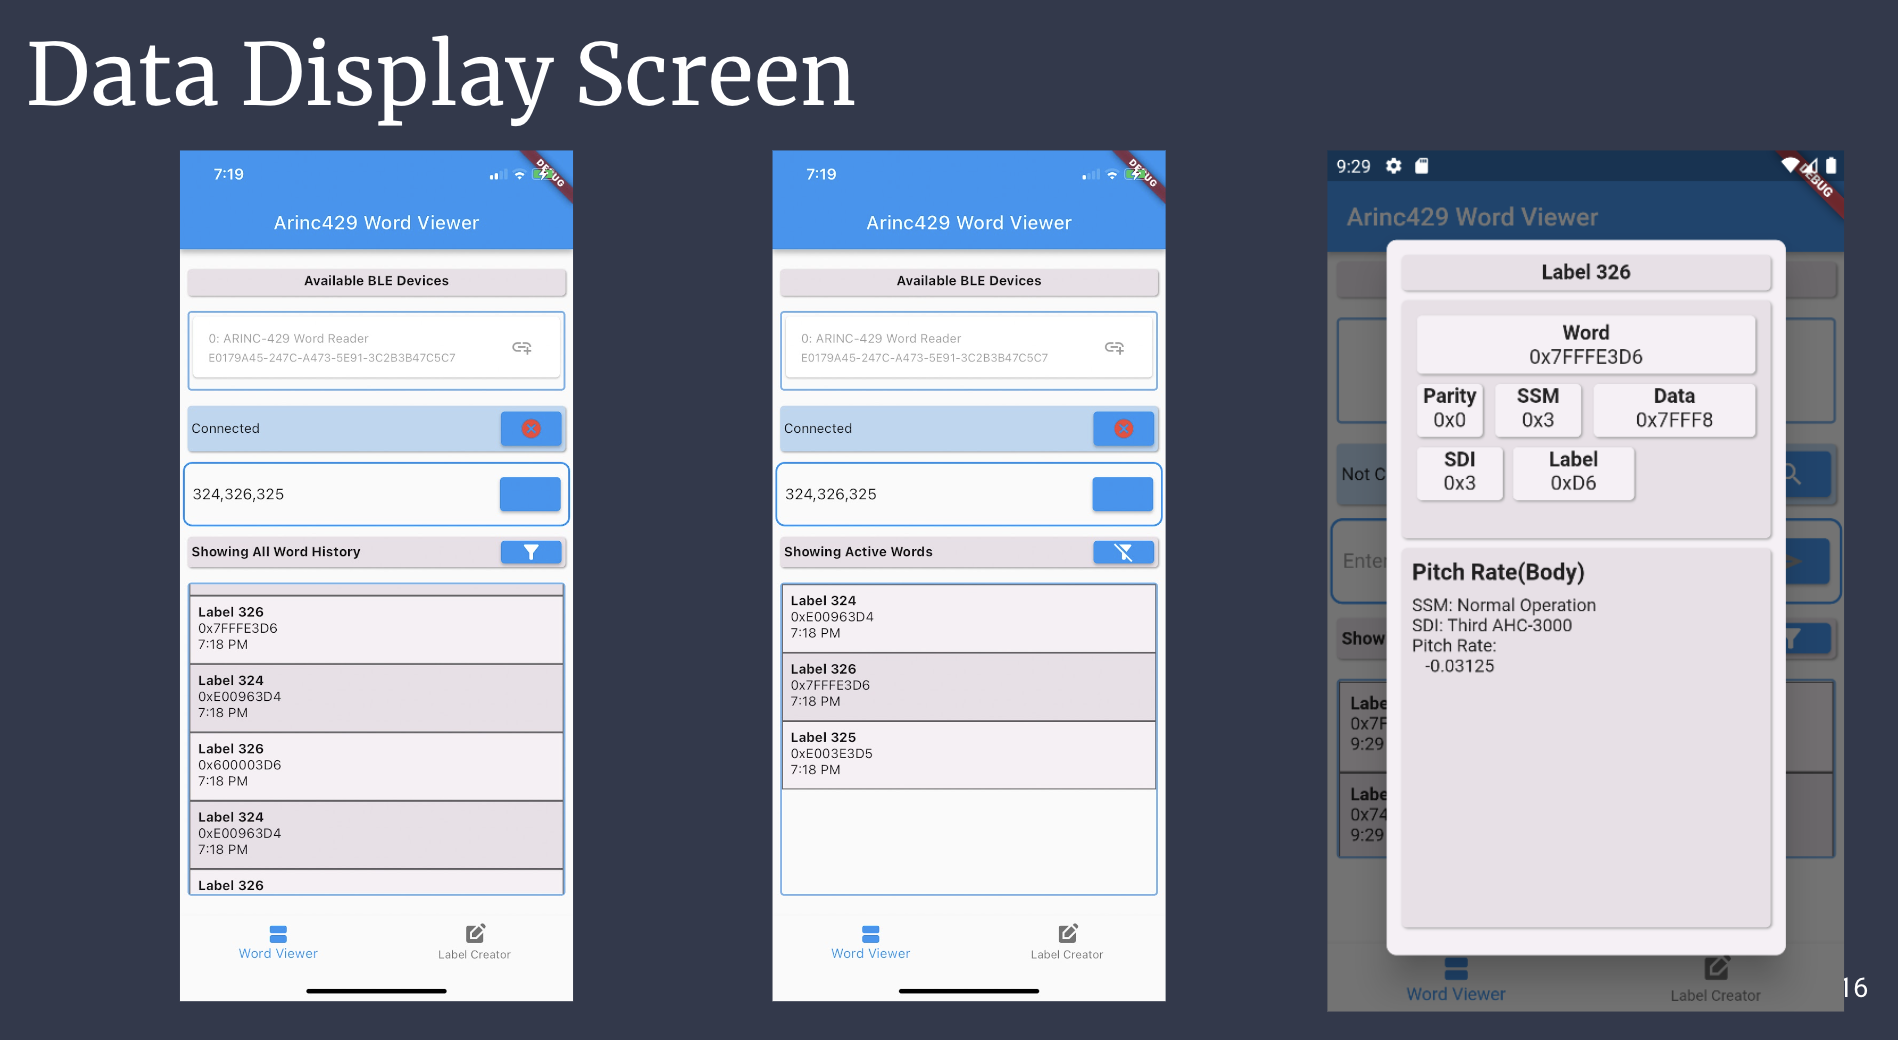 Data Display Screen
7:19
DEBUG
Arinc429 Word Viewer
Available BLE Devices
0: ARINC-429 Word Reader
E0179A45-247C-A473-5E91-3C2B3B47C5C7
Connected
324,326,325
Showing All Word History
Label 326
0x7FFFE3D6
7:18 PM
Label 324
0xE00963D4
7:18 PM
Label 326
0x600003D6
7:18 PM
Label 324
0xE00963D4
7:18 PM
Label 326
Word Viewer
Label Creator
7:19
DEBUG
Arinc429 Word Viewer
Available BLE Devices
0: ARINC-429 Word Reader
E0179A45-247C-A473-5E91-3C2B3B47C5C7
Connected
324,326,325
Showing Active Words
Label 324
0xE00963D4
7:18 PM
Label 326
0x7FFFE3D6
7:18 PM
Label 325
0xE003E3D5
7:18 PM
Word Viewer
Label Creator
9:29
DEBUG
Arinc429 Word Viewer
Label 326
Word
0x7FFFE3D6
Parity
0x0
SSM
0x3
Data
0x7FFF8
SDI
0x3
Label
0xD6
Pitch Rate(Body)
SSM: Normal Operation
SDI: Third AHC-3000
Pitch Rate:
-0.03125
Not C
Enter
Show
Labe
0x7F
9:29
Labe
0x74
9:29
Word Viewer
Label Creator
16